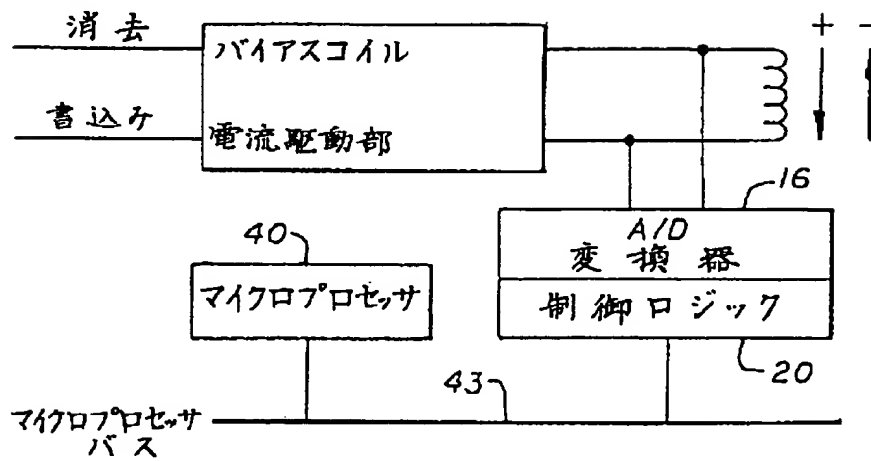 消去
バイアスコイル
+ -
書込み
電流駆動部
16
A/D
変換器
40
マイクロプロセッサ
制御ロジック
20
43
マイクロプロセッサ
バス